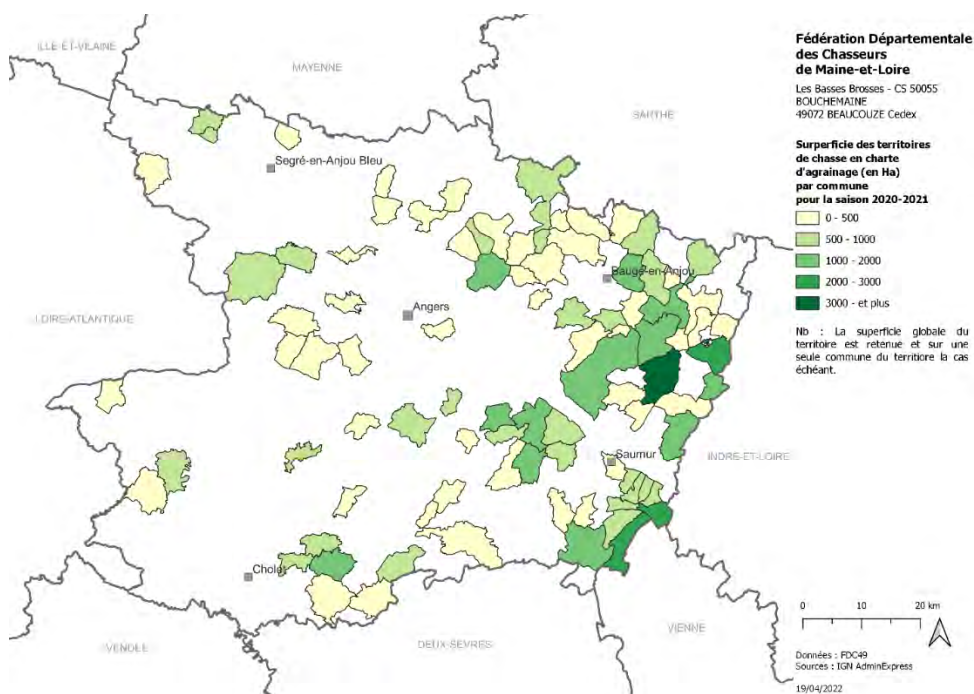 ILLE-ET-VILAINE
MAYENNE
SARTHE
Segré-en-Anjou Bleu
Baugé-en-Anjou
Angers
LOIRE-ATLANTIQUE
Saumur
INDRE-ET-LOIRE
Cholet
VENDÉE
DEUX-SÈVRES
VIENNE
Fédération Départementale
des Chasseurs
de Maine-et-Loire
Les Basses Brosses - CS 50055
BOUCHEMAINE
49072 BEAUCOUZE Cedex
Surperficie des territoires
de chasse en charte
d'agrainage (en Ha)
par commune
pour la saison 2020-2021
0 - 500
500 - 1000
1000 - 2000
2000 - 3000
3000 - et plus
Nb : La superficie globale du
territoire est retenue et sur une
seule commune du territiore la cas
échéant.
0 10 20 km
Données : FDC49
Sources : IGN AdminExpress
19/04/2022